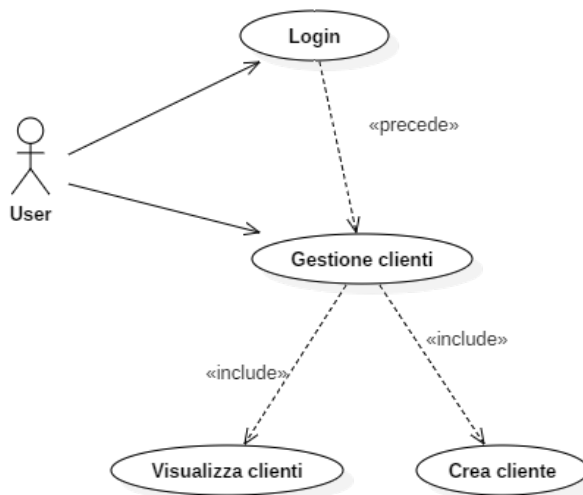 Login
«precede»
User
Gestione clienti
«include»
«include»
Visualizza clienti
Crea cliente